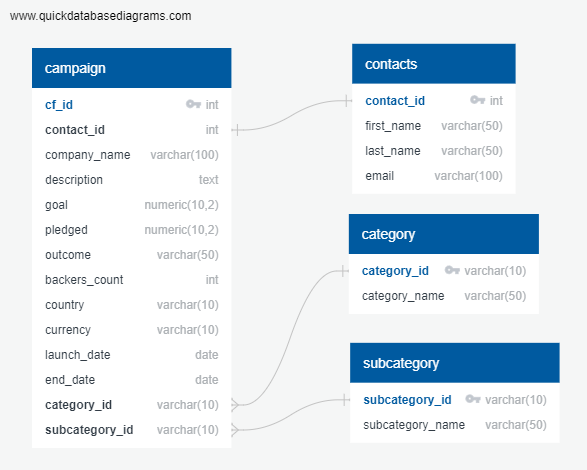 www.quickdatabasediagrams.com
campaign
cf_id int
contact_id int
company_name varchar(100)
description text
goal numeric(10,2)
pledged numeric(10,2)
outcome varchar(50)
backers_count int
country varchar(10)
currency varchar(10)
launch_date date
end_date date
category_id varchar(10)
subcategory_id varchar(10)
contacts
contact_id int
first_name varchar(50)
last_name varchar(50)
email varchar(100)
category
category_id varchar(10)
category_name varchar(50)
subcategory
subcategory_id varchar(10)
subcategory_name varchar(50)